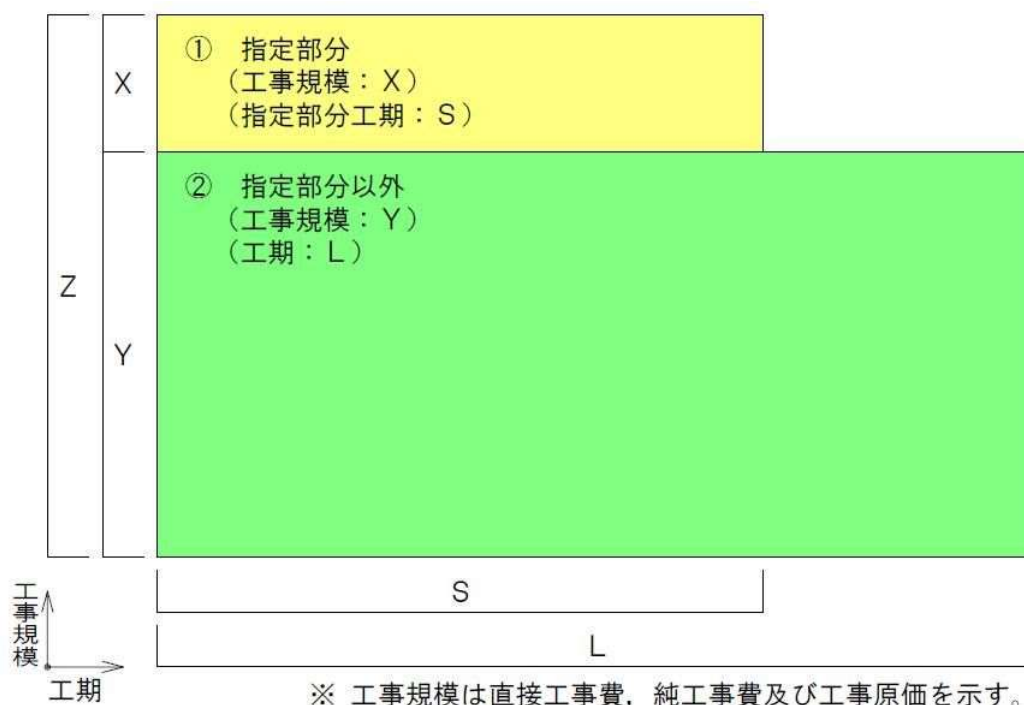 ① 指定部分
（工事規模：X）
（指定部分工期：S）
X
② 指定部分以外
（工事規模：Y）
（工期：L）
Z
Y
S
L
工事規模
工期
※ 工事規模は直接工事費，純工事費及び工事原価を示す。